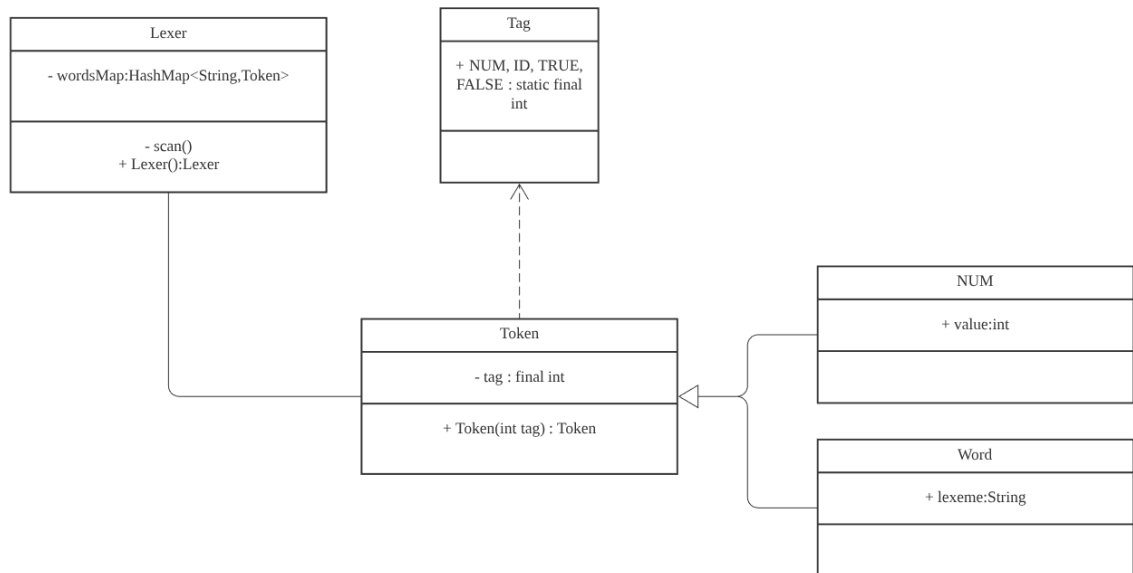 Lexer
- wordsMap:HashMap<String,Token>
- scan()
+ Lexer():Lexer
Tag
+ NUM, ID, TRUE,
FALSE : static final
int
Token
- tag : final int
+ Token(int tag) : Token
NUM
+ value:int
Word
+ lexeme:String